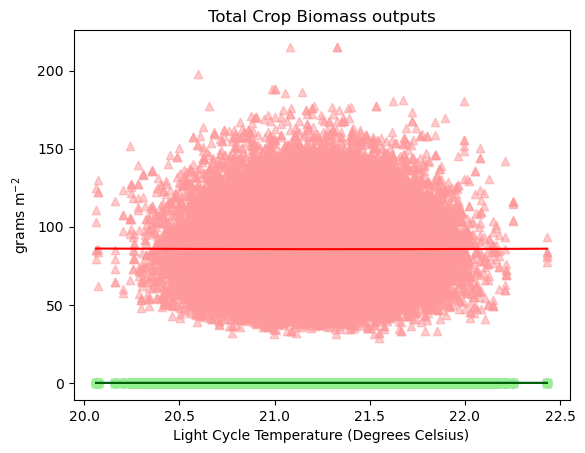 Total Crop Biomass outputs
grams m⁻²
200
150
100
50
0
20.0 20.5 21.0 21.5 22.0 22.5
Light Cycle Temperature (Degrees Celsius)